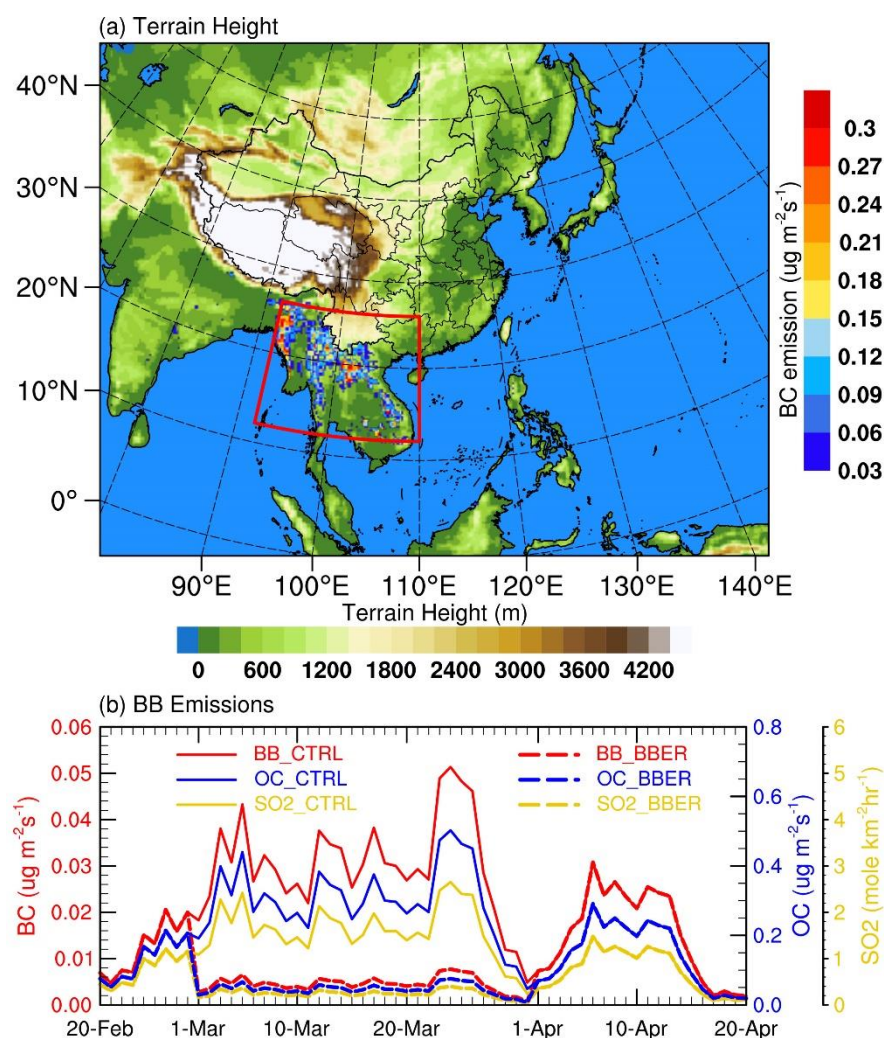 (a) Terrain Height
40°N
30°N
20°N
10°N
0°
90°E
100°E
110°E
120°E
130°E
140°E
0.3
0.27
0.24
0.21
0.18
0.15
0.12
0.09
0.06
0.03
BC emission (ug m⁻²s⁻¹)
Terrain Height (m)
0 600 1200 1800 2400 3000 3600 4200
(b) BB Emissions
0.06
0.05
0.04
0.03
0.02
0.01
0.00
BC (ug m⁻²s⁻¹)
BB_CTRL
OC_CTRL
SO2_CTRL
BB_BBER
OC_BBER
SO2_BBER
0.8
0.6
0.4
0.2
0.0
OC (ug m⁻²s⁻¹)
6
5
4
3
2
1
0
SO2 (mole km⁻²hr⁻¹)
20-Feb 1-Mar 10-Mar 20-Mar 1-Apr 10-Apr 20-Apr